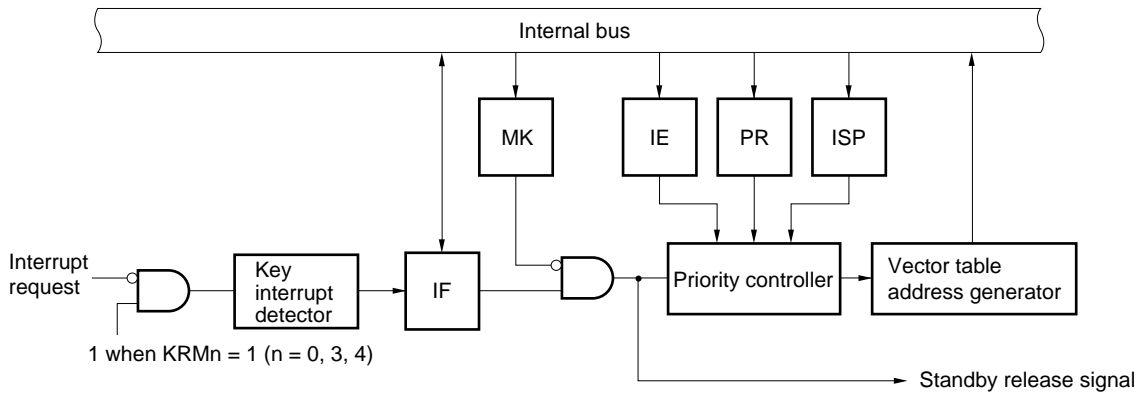 Internal bus
MK
IE
PR
ISP
Interrupt
request
Key
interrupt
detector
IF
Priority controller
Vector table
address generator
1 when KRMn = 1 (n = 0, 3, 4)
Standby release signal